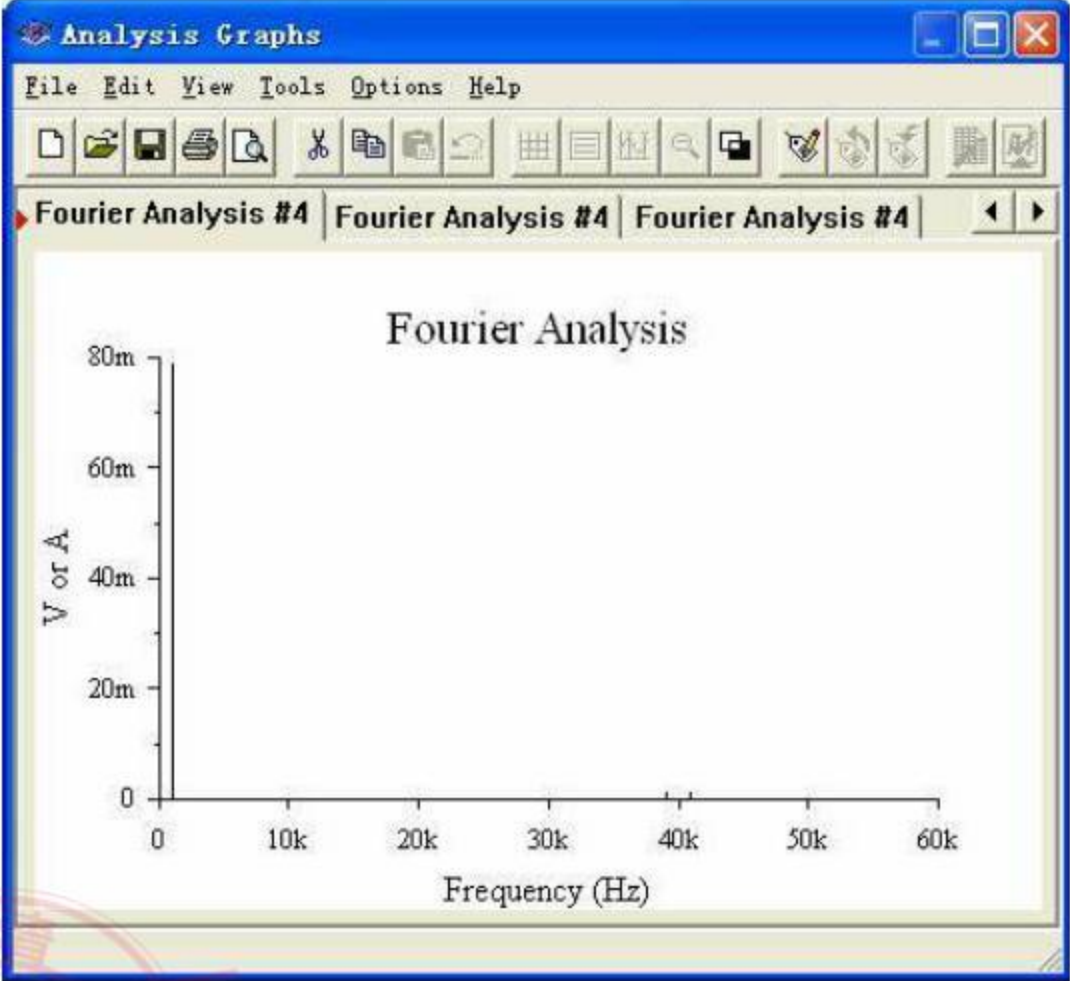 Analysis Graphs
File Edit View Tools Options Help
Fourier Analysis #4 Fourier Analysis #4 Fourier Analysis #4
Fourier Analysis
80m
60m
40m
20m
0
V or A
0 10k 20k 30k 40k 50k 60k
Frequency (Hz)